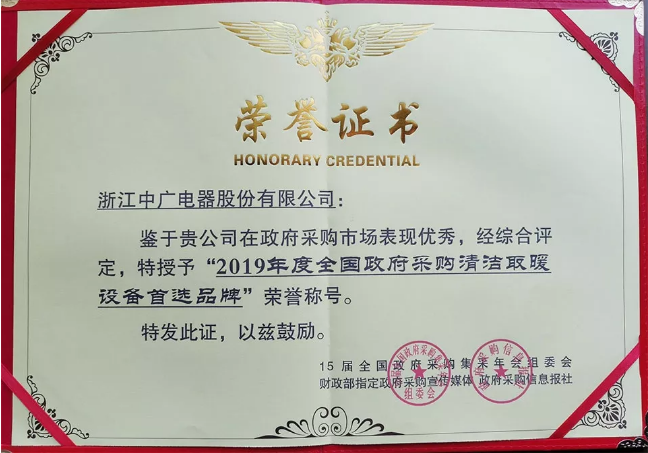 荣誉证书
HONORARY CREDENTIAL
浙江中广电器股份有限公司：
鉴于贵公司在政府采购市场表现优秀，经综合评
定，特授予“2019年度全国政府采购清洁取暖
设备首选品牌”荣誉称号。
特发此证，以兹鼓励。
15届全国政府采购集采年会组委会
财政部指定政府采购宣传媒体 政府采购信息报社
组委会